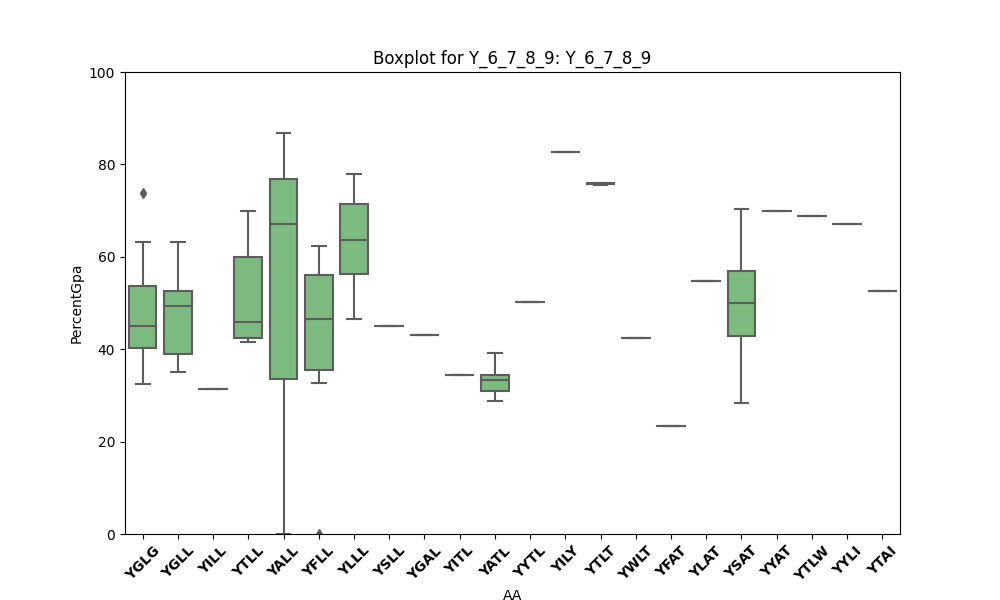 Boxplot for Y_6_7_8_9: Y_6_7_8_9
100
80
60
40
20
0
PercentGpa
YGLG YGLL YILL YTLL YALL YFLL YLLL YSLL YGAL YITL YATL YYTL YILY YTLT YWLT YFAT YLAT YSAT YYAT YTLW YYLI YTAI
AA